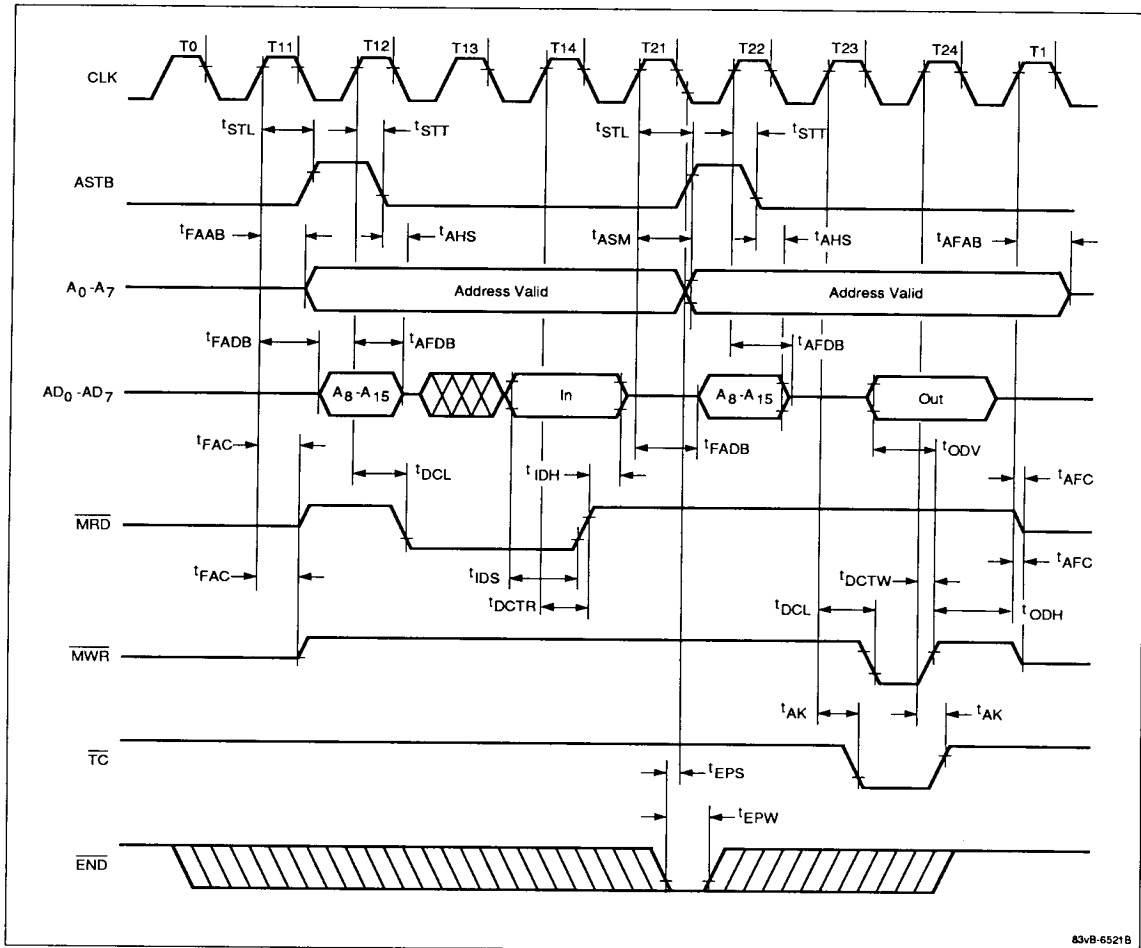 T0 T11 T12 T13 T14 T21 T22 T23 T24 T1
CLK
tSTL tSTT tSTL tSTT
ASTB
tFAAB tAHS tASM tAHS tAFAB
A0-A7 Address Valid Address Valid
tFADB tAFDB tAFDB
AD0-AD7 A8-A15 In A8-A15 Out
tFAC tDCL tIDH tFADB tODV tAFC
MRD
tFAC tIDS tDCTW tAFC
tDCTR tDCL tODH
MWR
tAK tAK
TC
tEPS
tEPW
END
83vB-6521B